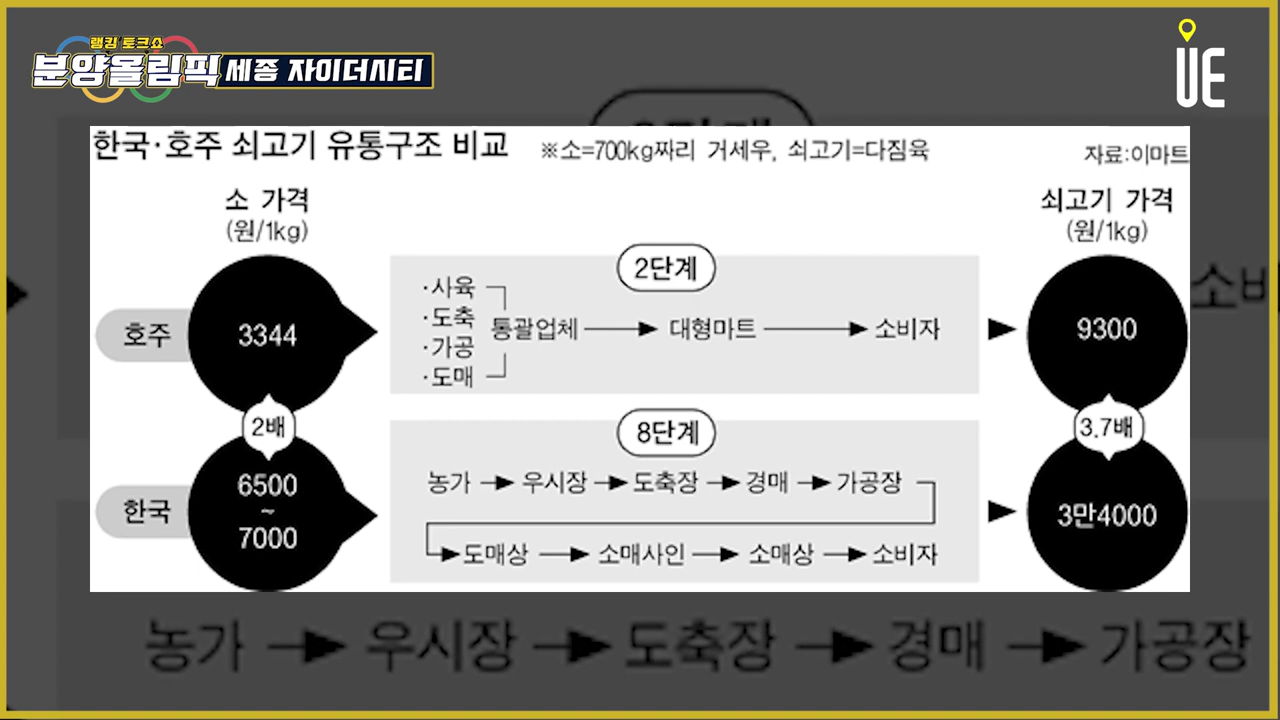 랭킹 토크쇼
분양올림픽 세종 자이더시티
UE
한국·호주 쇠고기 유통구조 비교 ※소=700kg짜리 거세우, 쇠고기=다짐육 자료:이마트
소 가격
(원/1kg)
쇠고기 가격
(원/1kg)
호주
3344
2단계
·사육
·도축
·가공
·도매
통괄업체 대형마트 소비자
9300
2배
3.7배
한국
6500
~
7000
8단계
농가 우시장 도축장 경매 가공장
도매상 소매사인 소매상 소비자
3만4000
소비
농가 우시장 도축장 경매 가공장